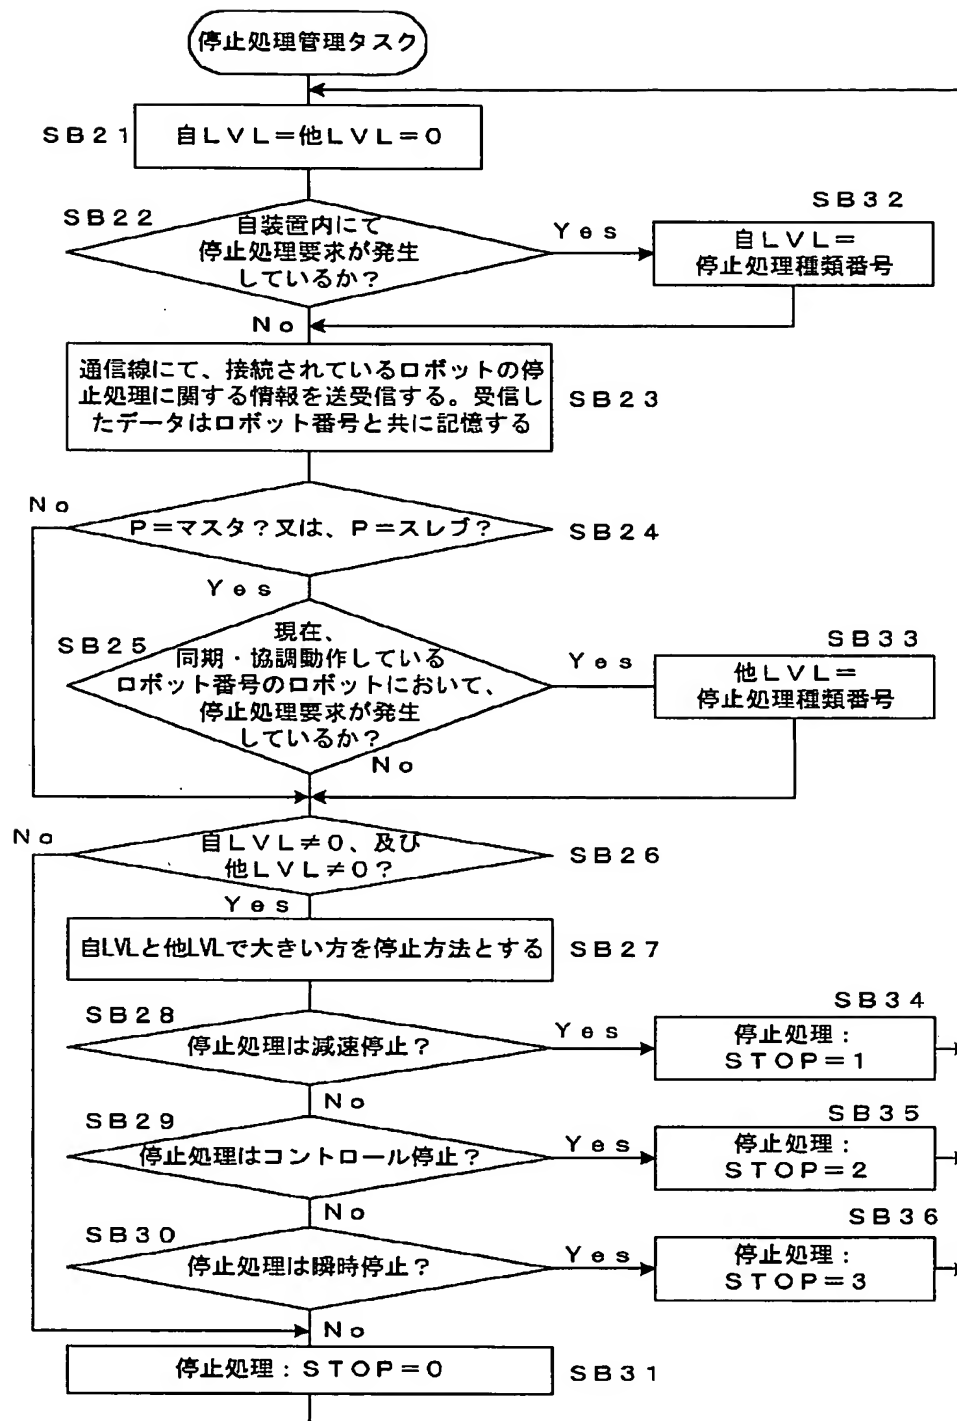 停止処理管理タスク
SB21
自LVL=他LVL=0
SB22
自装置内にて
停止処理要求が発生
しているか?
Yes
SB32
自LVL=
停止処理種類番号
No
通信線にて、接続されているロボットの停
止処理に関する情報を送受信する。受信し
たデータはロボット番号と共に記憶する
SB23
No
P=マスタ?又は、P=スレブ?
SB24
Yes
SB25
現在、
同期・協調動作している
ロボット番号のロボットにおいて、
停止処理要求が発生
しているか?
Yes
SB33
他LVL=
停止処理種類番号
No
No
自LVL≠0、及び
他LVL≠0?
SB26
Yes
自LVLと他LVLで大きい方を停止方法とする
SB27
SB28
停止処理は減速停止?
Yes
SB34
停止処理:
STOP=1
No
SB29
停止処理はコントロール停止?
Yes
SB35
停止処理:
STOP=2
No
SB30
停止処理は瞬時停止?
Yes
SB36
停止処理:
STOP=3
No
停止処理:STOP=0
SB31